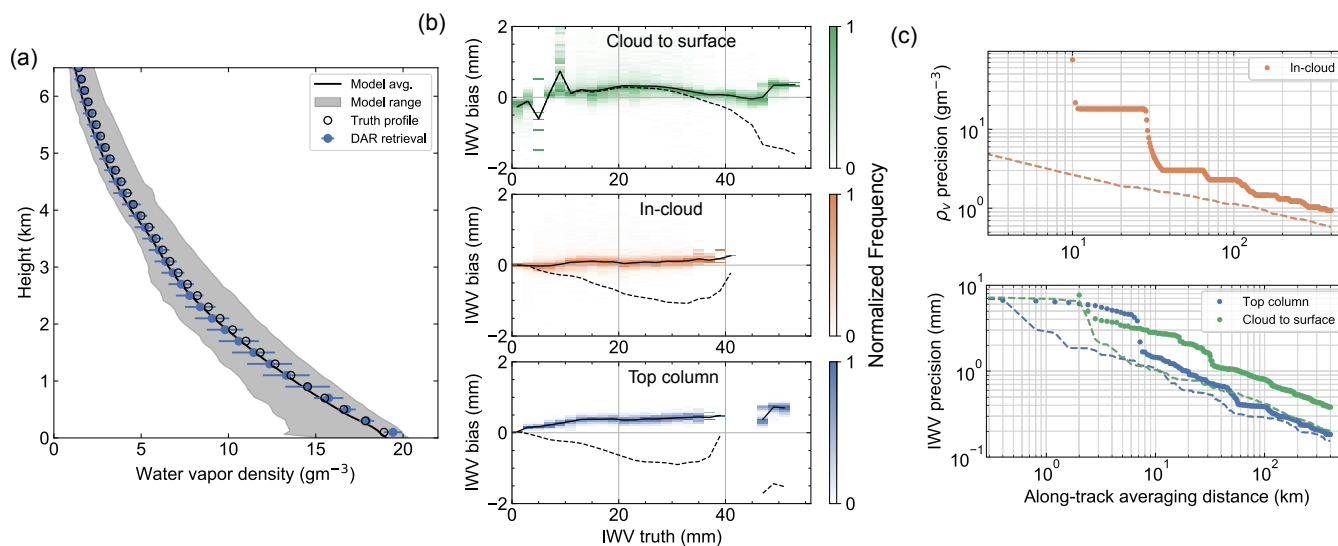 (a)
Height (km)
6
5
4
3
2
1
0
Model avg.
Model range
Truth profile
DAR retrieval
0
5
10
15
20
Water vapor density (gm⁻³)
(b)
IWV bias (mm)
2
0
−2
Cloud to surface
1
0
IWV bias (mm)
2
0
−2
In-cloud
1
0
IWV bias (mm)
2
0
−2
Top column
1
0
Normalized Frequency
0
20
40
IWV truth (mm)
(c)
ρᵥ precision (gm⁻³)
10¹
10⁰
In-cloud
10¹
10²
IWV precision (mm)
10¹
10⁰
10⁻¹
Top column
Cloud to surface
10⁰
10¹
10²
Along-track averaging distance (km)